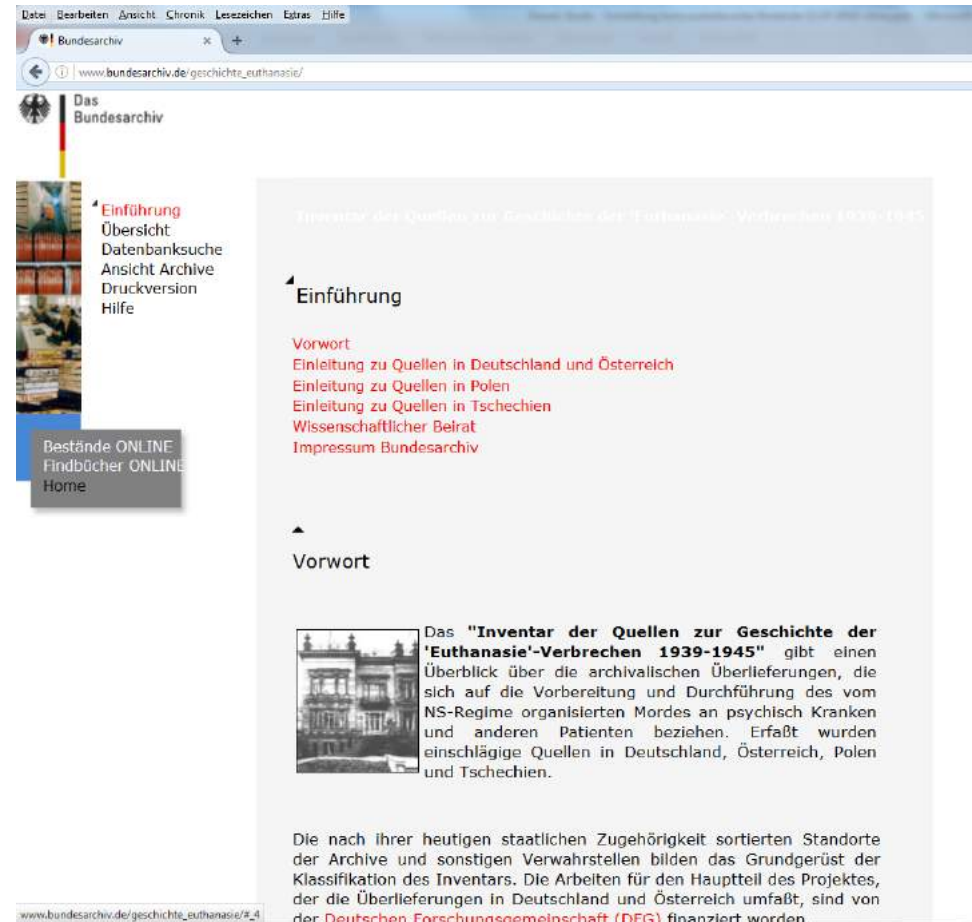 Datei Bearbeiten Ansicht Chronik Lesezeichen Extras Hilfe
Bundesarchiv × +
www.bundesarchiv.de/geschichte_euthanasie/
Das
Bundesarchiv
Einführung
Übersicht
Datenbanksuche
Ansicht Archive
Druckversion
Hilfe
Bestände ONLINE
Findbücher ONLINE
Home
'Inventar der Quellen zur Geschichte der 'Euthanasie'-Verbrechen 1939-1945
Einführung
Vorwort
Einleitung zu Quellen in Deutschland und Österreich
Einleitung zu Quellen in Polen
Einleitung zu Quellen in Tschechien
Wissenschaftlicher Beirat
Impressum Bundesarchiv
Vorwort
Das "Inventar der Quellen zur Geschichte der
'Euthanasie'-Verbrechen 1939-1945" gibt einen
Überblick über die archivalischen Überlieferungen, die
sich auf die Vorbereitung und Durchführung des vom
NS-Regime organisierten Mordes an psychisch Kranken
und anderen Patienten beziehen. Erfaßt wurden
einschlägige Quellen in Deutschland, Österreich, Polen
und Tschechien.
Die nach ihrer heutigen staatlichen Zugehörigkeit sortierten Standorte
der Archive und sonstigen Verwahrstellen bilden das Grundgerüst der
Klassifikation des Inventars. Die Arbeiten für den Hauptteil des Projektes,
der die Überlieferungen in Deutschland und Österreich umfaßt, sind von
der Deutschen Forschungsgemeinschaft (DFG) finanziert worden
www.bundesarchiv.de/geschichte_euthanasie/#_4